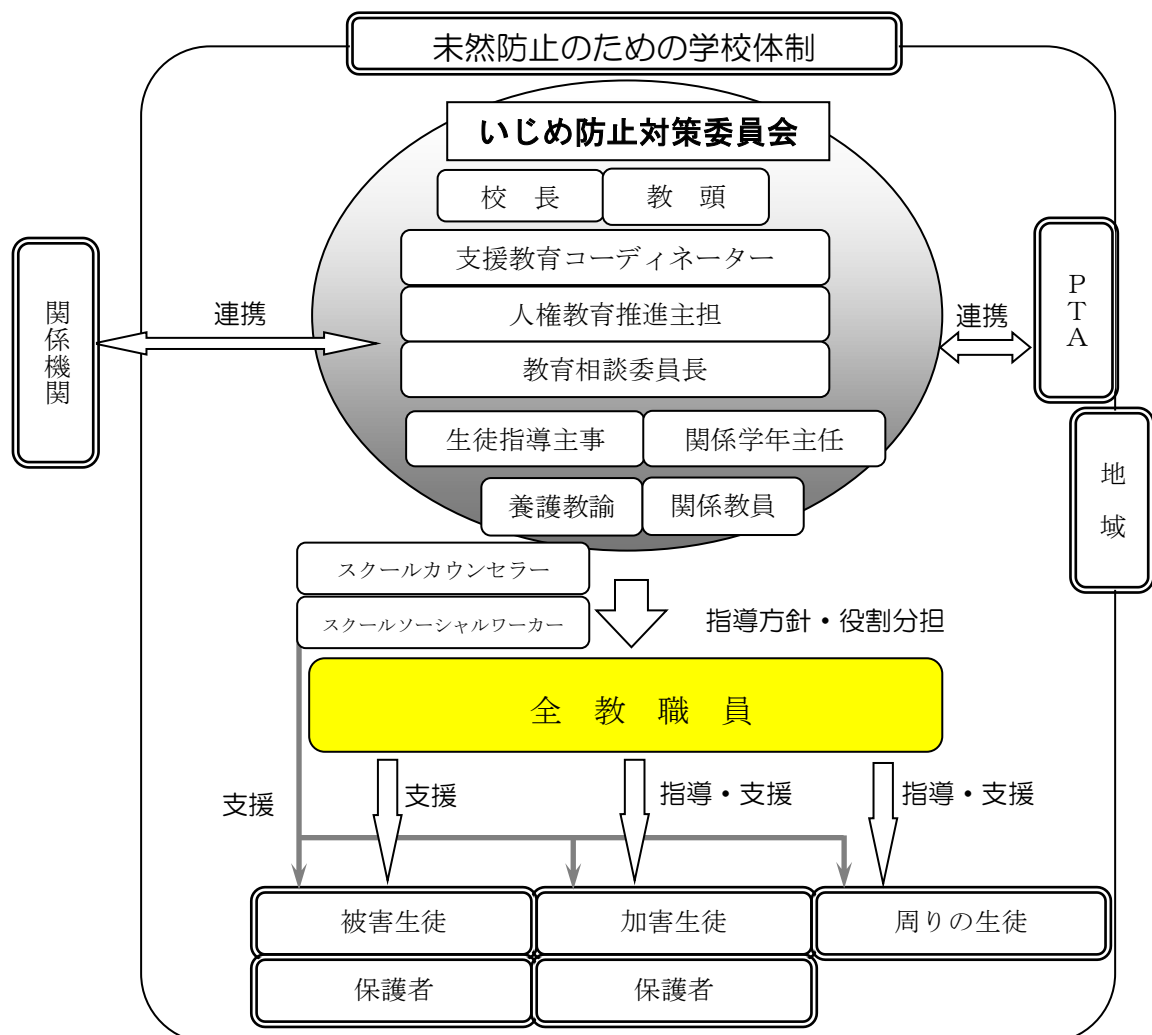 未然防止のための学校体制
いじめ防止対策委員会
校　長
教　頭
支援教育コーディネーター
人権教育推進主担
教育相談委員長
生徒指導主事
関係学年主任
養護教諭
関係教員
関係機関
連携
連携
PTA
地域
スクールカウンセラー
スクールソーシャルワーカー
指導方針・役割分担
全　教　職　員
支援
支援
指導・支援
指導・支援
被害生徒
加害生徒
周りの生徒
保護者
保護者